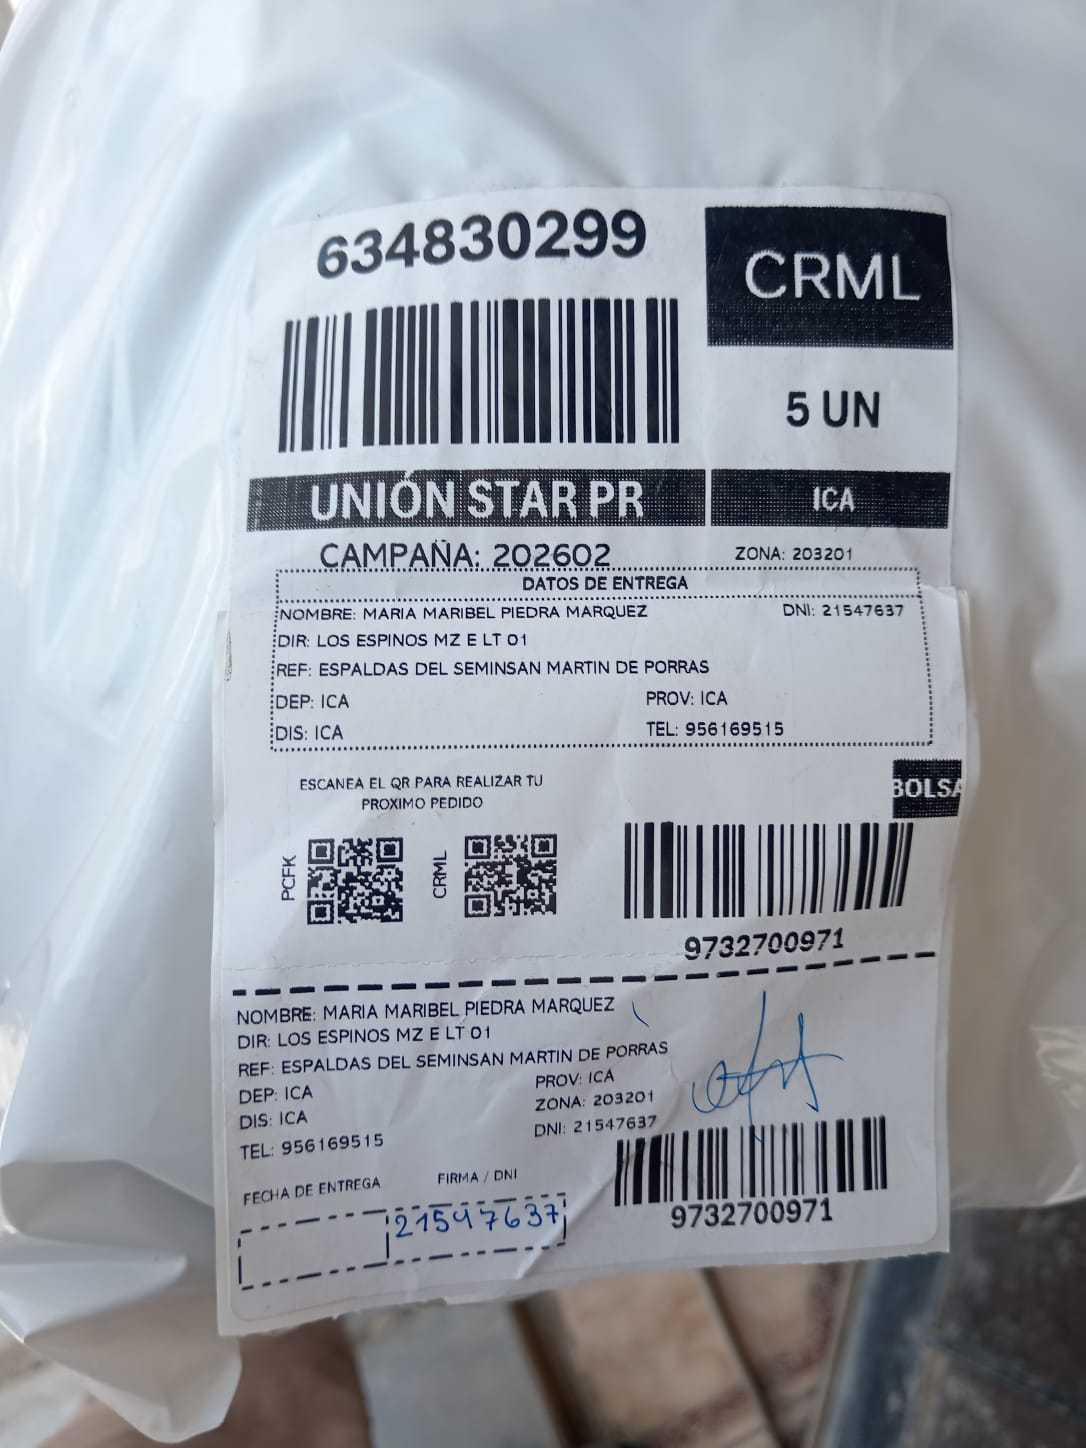 634830299
CRML
5 UN
UNIÓN STAR PR
ICA
CAMPAÑA: 202602
ZONA: 203201
DATOS DE ENTREGA
NOMBRE: MARIA MARIBEL PIEDRA MARQUEZ DNI: 21547637
DIR: LOS ESPINOS MZ E LT 01
REF: ESPALDAS DEL SEMINSAN MARTIN DE PORRAS
DEP: ICA PROV: ICA
DIS: ICA TEL: 956169515
ESCANEA EL QR PARA REALIZAR TU
PROXIMO PEDIDO
BOLSA
PCFK
CRML
9732700971
NOMBRE: MARIA MARIBEL PIEDRA MARQUEZ
DIR: LOS ESPINOS MZ E LT 01
REF: ESPALDAS DEL SEMINSAN MARTIN DE PORRAS
DEP: ICA PROV: ICA
DIS: ICA ZONA: 203201
TEL: 956169515 DNI: 21547637
FECHA DE ENTREGA FIRMA / DNI
21547637
9732700971